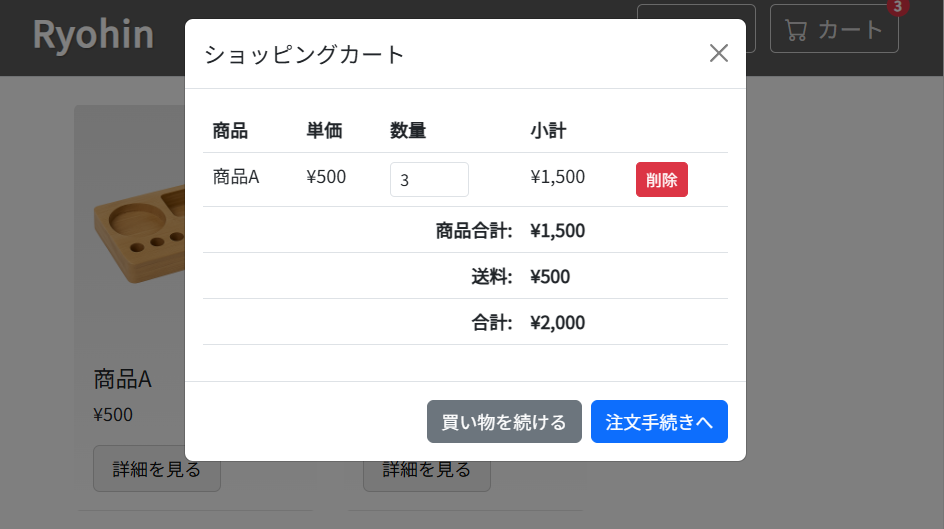 Ryohin
カート
3
ショッピングカート
商品 単価 数量 小計
商品A ¥500 3 ¥1,500 削除
商品合計: ¥1,500
送料: ¥500
合計: ¥2,000
買い物を続ける 注文手続きへ
商品A
¥500
詳細を見る 詳細を見る